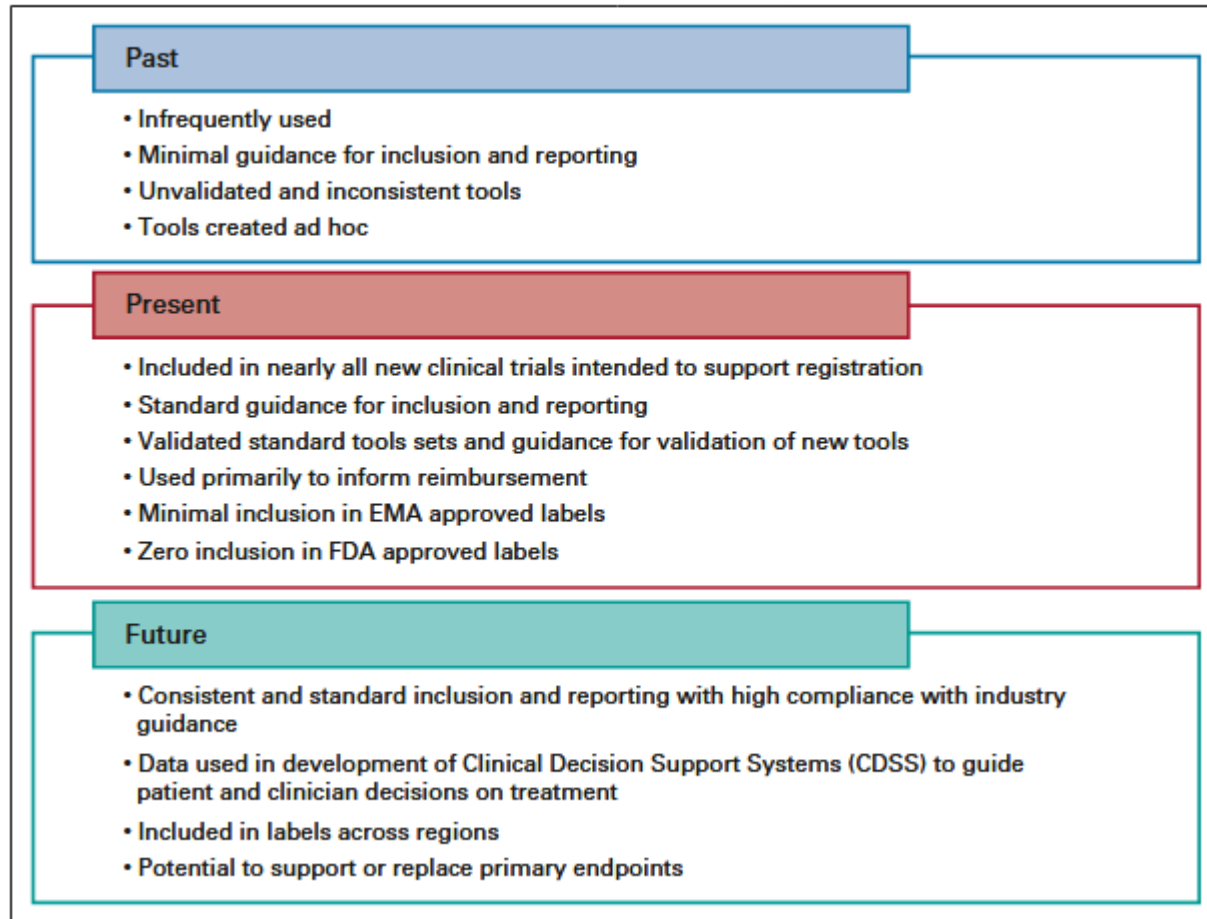 Past
• Infrequently used
• Minimal guidance for inclusion and reporting
• Unvalidated and inconsistent tools
• Tools created ad hoc
Present
• Included in nearly all new clinical trials intended to support registration
• Standard guidance for inclusion and reporting
• Validated standard tools sets and guidance for validation of new tools
• Used primarily to inform reimbursement
• Minimal inclusion in EMA approved labels
• Zero inclusion in FDA approved labels
Future
• Consistent and standard inclusion and reporting with high compliance with industry
guidance
• Data used in development of Clinical Decision Support Systems (CDSS) to guide
patient and clinician decisions on treatment
• Included in labels across regions
• Potential to support or replace primary endpoints